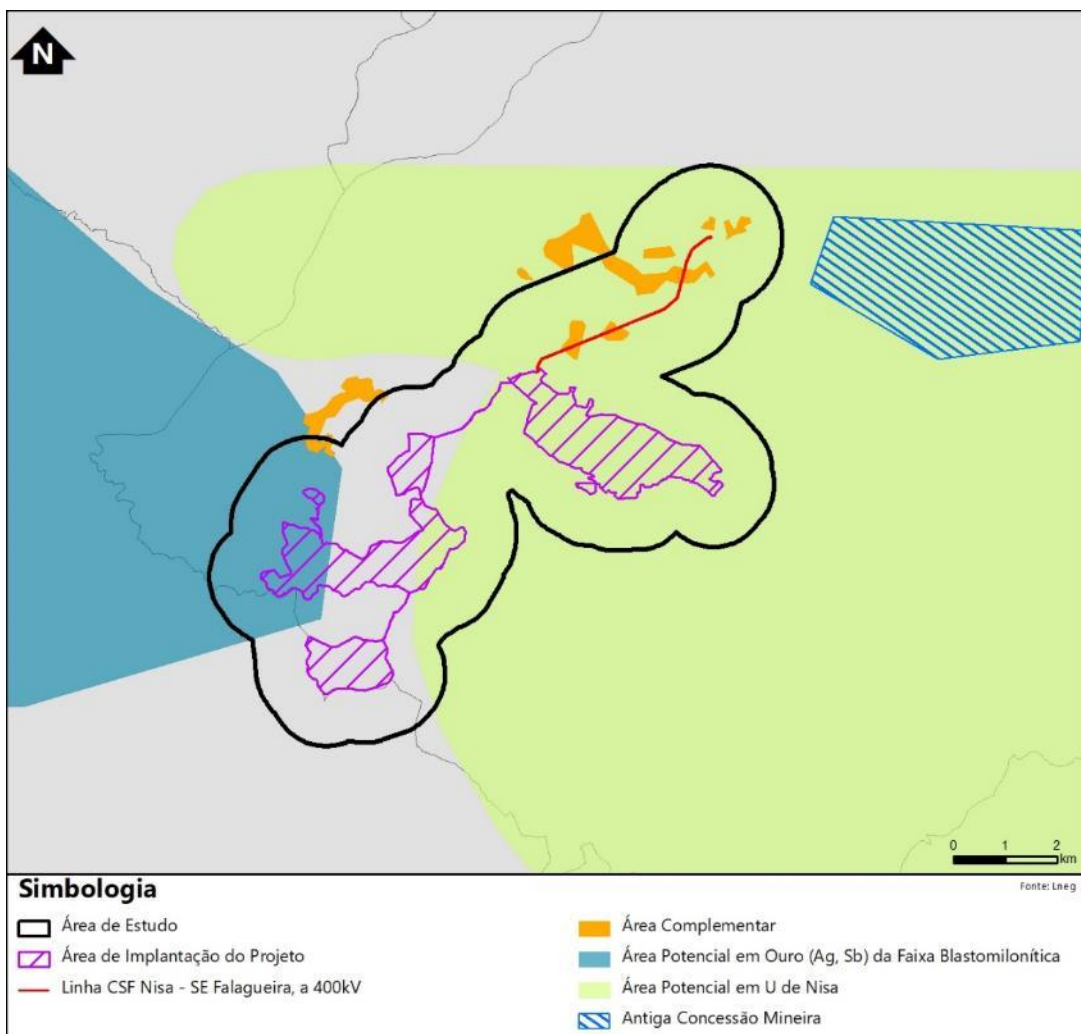 N
0 1 2
km
Simbologia
Fonte: Lneg
Área de Estudo
Área de Implantação do Projeto
Linha CSF Nisa - SE Falagueira, a 400kV
Área Complementar
Área Potencial em Ouro (Ag, Sb) da Faixa Blastomilonítica
Área Potencial em U de Nisa
Antiga Concessão Mineira